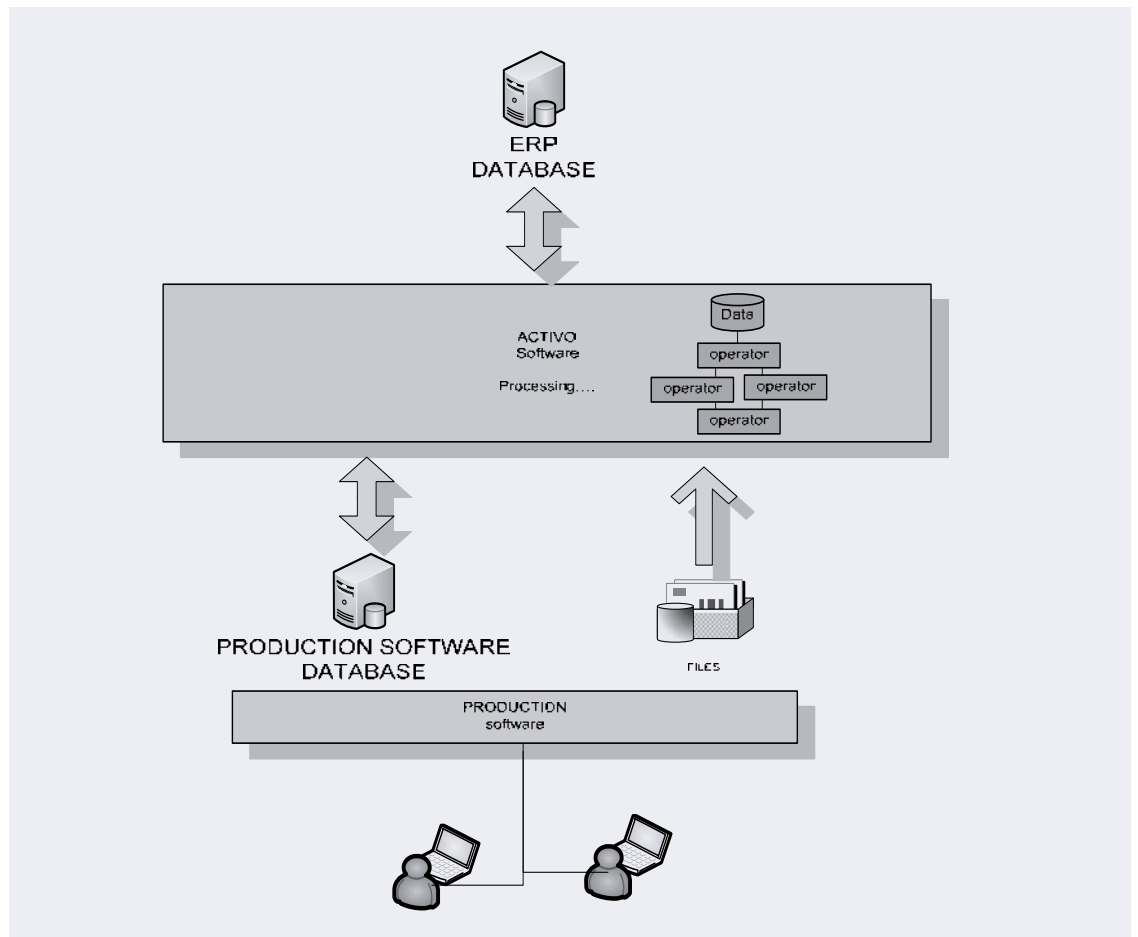 ERP
DATABASE
Data
ACTIVO
Software
operator
Processing....
operator
operator
operator
PRODUCTION SOFTWARE
DATABASE
FILES
PRODUCTION
software